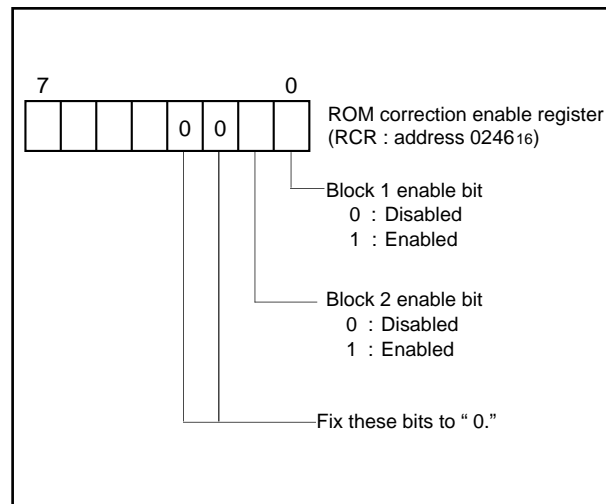 7 0
ROM correction enable register
(RCR : address 024616)
0 0
Block 1 enable bit
0 : Disabled
1 : Enabled
Block 2 enable bit
0 : Disabled
1 : Enabled
Fix these bits to “ 0.”